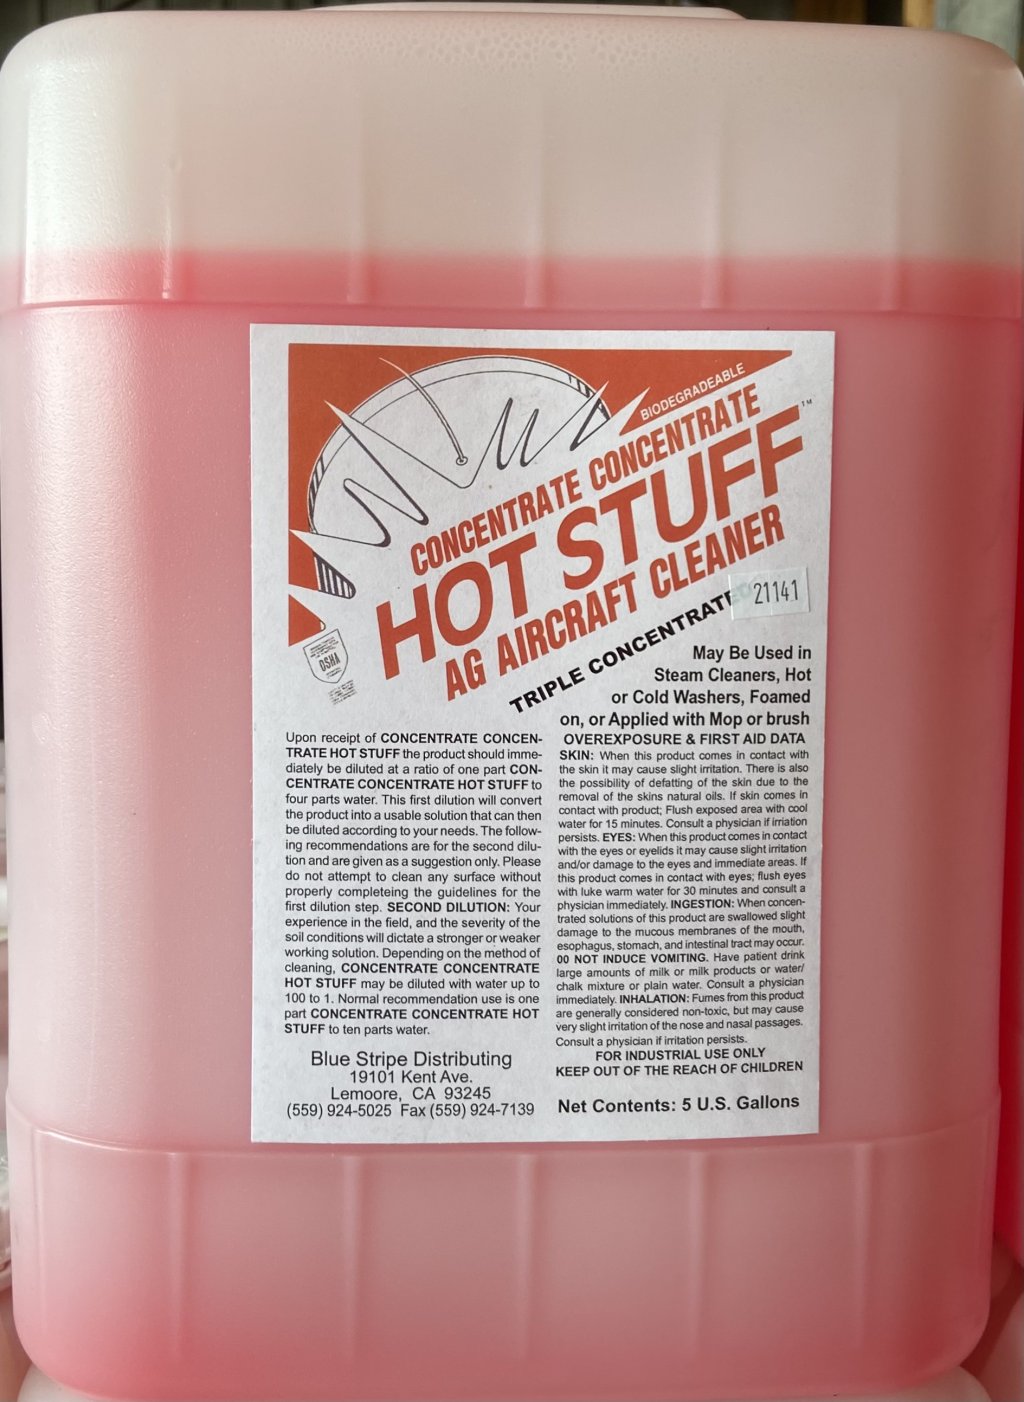 BIODEGRADEABLE
CONCENTRATE CONCENTRATE
HOT STUFF™
AG AIRCRAFT CLEANER
TRIPLE CONCENTRATE
21141
OSHA
May Be Used in
Steam Cleaners, Hot
or Cold Washers, Foamed
on, or Applied with Mop or brush
Upon receipt of CONCENTRATE CONCEN-
TRATE HOT STUFF the product should imme-
diately be diluted at a ratio of one part CON-
CENTRATE CONCENTRATE HOT STUFF to
four parts water. This first dilution will convert
the product into a usable solution that can then
be diluted according to your needs. The follow-
ing recommendations are for the second dilu-
tion and are given as a suggestion only. Please
do not attempt to clean any surface without
properly completeing the guidelines for the
first dilution step. SECOND DILUTION: Your
experience in the field, and the severity of the
soil conditions will dictate a stronger or weaker
working solution. Depending on the method of
cleaning, CONCENTRATE CONCENTRATE
HOT STUFF may be diluted with water up to
100 to 1. Normal recommendation use is one
part CONCENTRATE CONCENTRATE HOT
STUFF to ten parts water.
Blue Stripe Distributing
19101 Kent Ave.
Lemoore, CA 93245
(559) 924-5025 Fax (559) 924-7139
OVEREXPOSURE & FIRST AID DATA
SKIN: When this product comes in contact with
the skin it may cause slight irritation. There is also
the possibility of defatting of the skin due to the
removal of the skins natural oils. If skin comes in
contact with product; Flush exposed area with cool
water for 15 minutes. Consult a physician if irriation
persists. EYES: When this product comes in contact
with the eyes or eyelids it may cause slight irritation
and/or damage to the eyes and immediate areas. If
this product comes in contact with eyes; flush eyes
with luke warm water for 30 minutes and consult a
physician immediately. INGESTION: When concen-
trated solutions of this product are swallowed slight
damage to the mucous membranes of the mouth,
esophagus, stomach, and intestinal tract may occur.
00 NOT INDUCE VOMITING. Have patient drink
large amounts of milk or milk products or water/
chalk mixture or plain water. Consult a physician
immediately. INHALATION: Fumes from this product
are generally considered non-toxic, but may cause
very slight irritation of the nose and nasal passages.
Consult a physician if irritation persists.
FOR INDUSTRIAL USE ONLY
KEEP OUT OF THE REACH OF CHILDREN
Net Contents: 5 U.S. Gallons